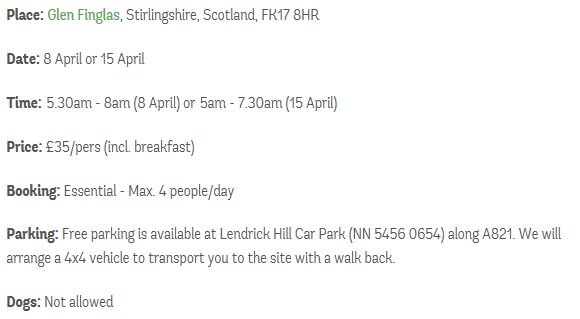 Place: Glen Finglas, Stirlingshire, Scotland, FK17 8HR
Date: 8 April or 15 April
Time: 5.30am - 8am (8 April) or 5am - 7.30am (15 April)
Price: £35/pers (incl. breakfast)
Booking: Essential - Max. 4 people/day
Parking: Free parking is available at Lendrick Hill Car Park (NN 5456 0654) along A821. We will
arrange a 4x4 vehicle to transport you to the site with a walk back.
Dogs: Not allowed